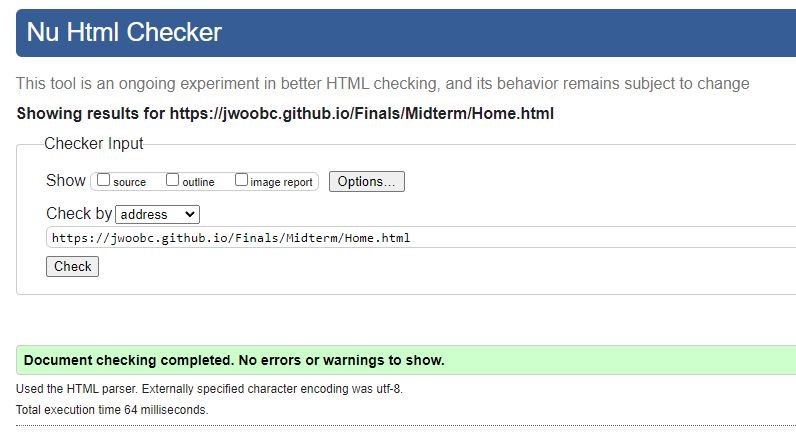 Nu Html Checker
This tool is an ongoing experiment in better HTML checking, and its behavior remains subject to change
Showing results for https://jwoobc.github.io/Finals/Midterm/Home.html
Checker Input
Show source outline image report Options...
Check by address
https://jwoobc.github.io/Finals/Midterm/Home.html
Check
Document checking completed. No errors or warnings to show.
Used the HTML parser. Externally specified character encoding was utf-8.
Total execution time 64 milliseconds.